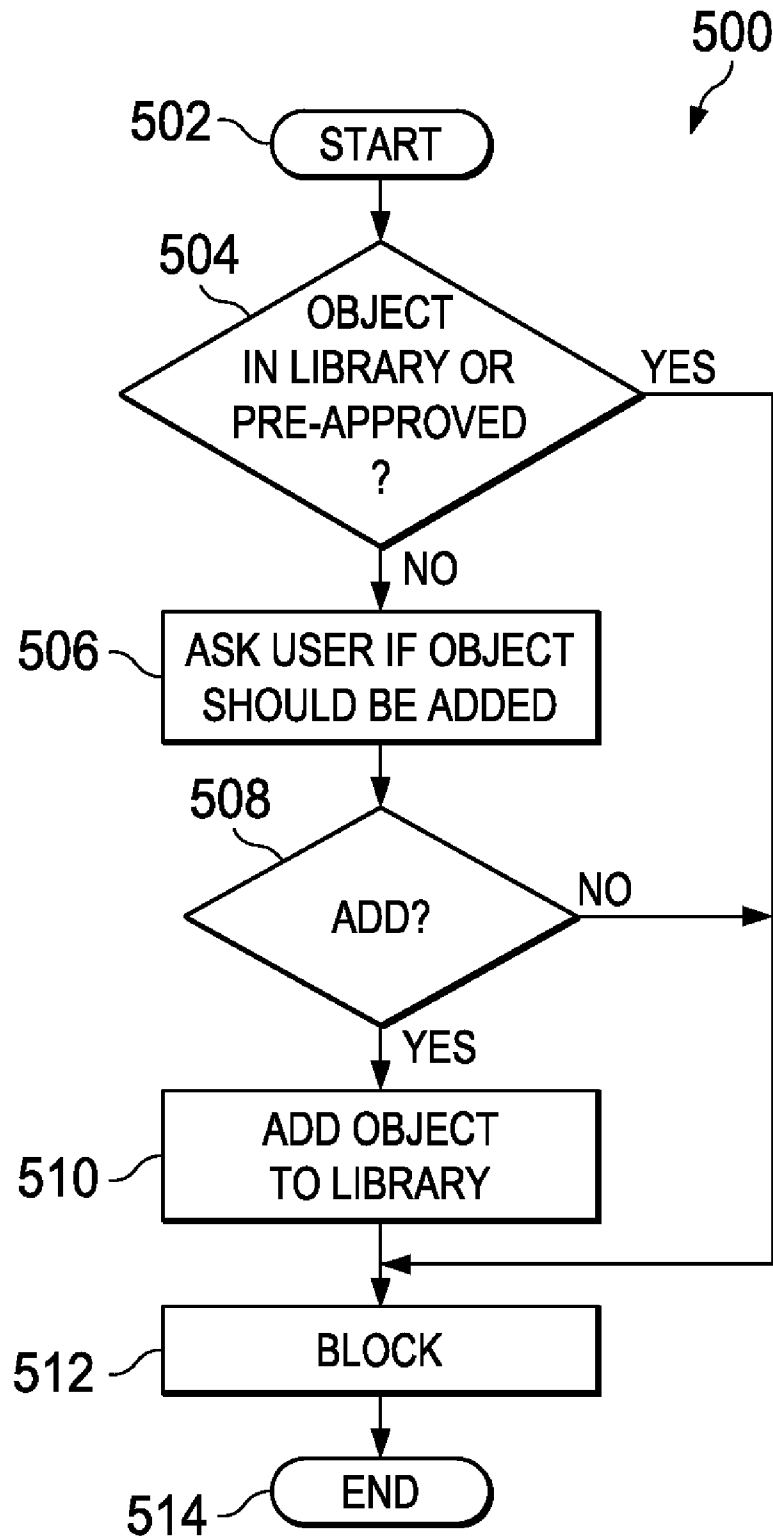 500
502
START
504
OBJECT
IN LIBRARY OR
PRE-APPROVED
?
YES
NO
506
ASK USER IF OBJECT
SHOULD BE ADDED
508
ADD?
NO
YES
510
ADD OBJECT
TO LIBRARY
512
BLOCK
514
END